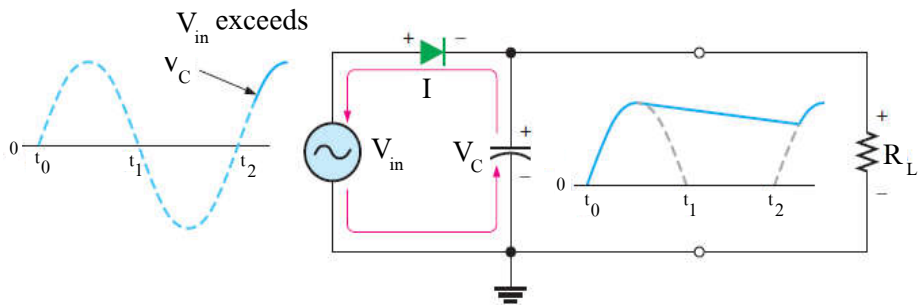 V_in exceeds
V_C
0
t_0 t_1 t_2
+ −
I
V_in
V_C
+
−
0
t_0 t_1 t_2
+
R_L
−